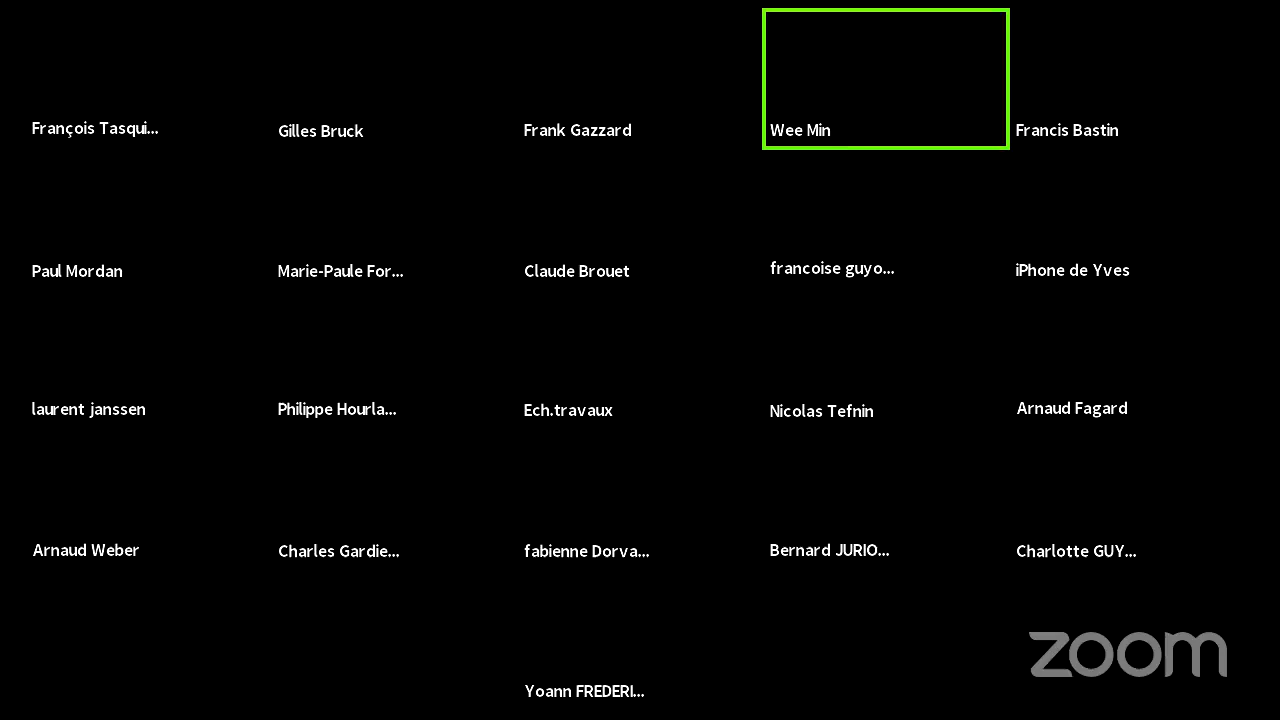 François Tasqui...
Gilles Bruck
Frank Gazzard
Wee Min
Francis Bastin
Paul Mordan
Marie-Paule For...
Claude Brouet
francoise guyo...
iPhone de Yves
laurent janssen
Philippe Hourla...
Ech.travaux
Nicolas Tefnin
Arnaud Fagard
Arnaud Weber
Charles Gardie...
fabienne Dorva...
Bernard JURIO...
Charlotte GUY...
Yoann FREDERI...
zoom